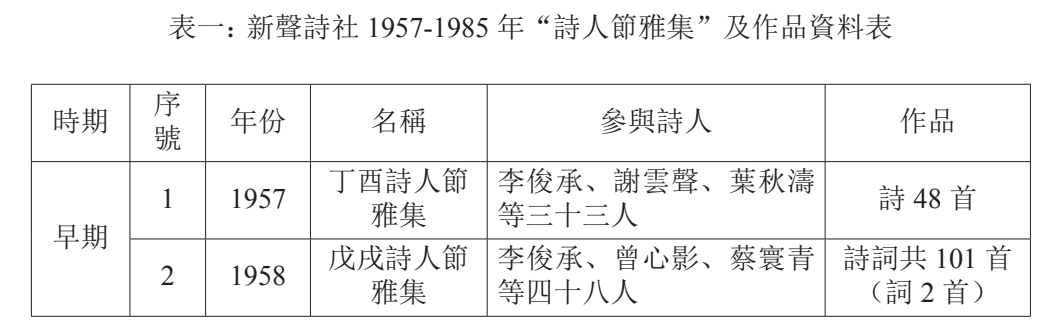 表一：新聲詩社 1957-1985 年“詩人節雅集”及作品資料表
時期 序號 年份 名稱 參與詩人 作品
早期 1 1957 丁酉詩人節雅集 李俊承、謝雲聲、葉秋濤等三十三人 詩 48 首
2 1958 戊戌詩人節雅集 李俊承、曾心影、蔡寰青等四十八人 詩詞共 101 首（詞 2 首）